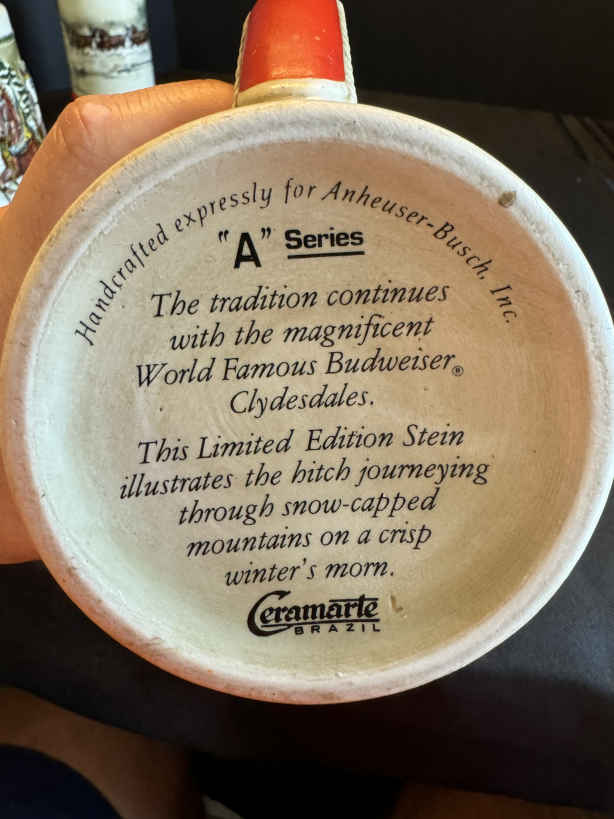 Handcrafted expressly for Anheuser-Busch, Inc.
"A" Series
The tradition continues
with the magnificent
World Famous Budweiser®
Clydesdales.
This Limited Edition Stein
illustrates the hitch journeying
through snow-capped
mountains on a crisp
winter's morn.
Ceramarte
BRAZIL